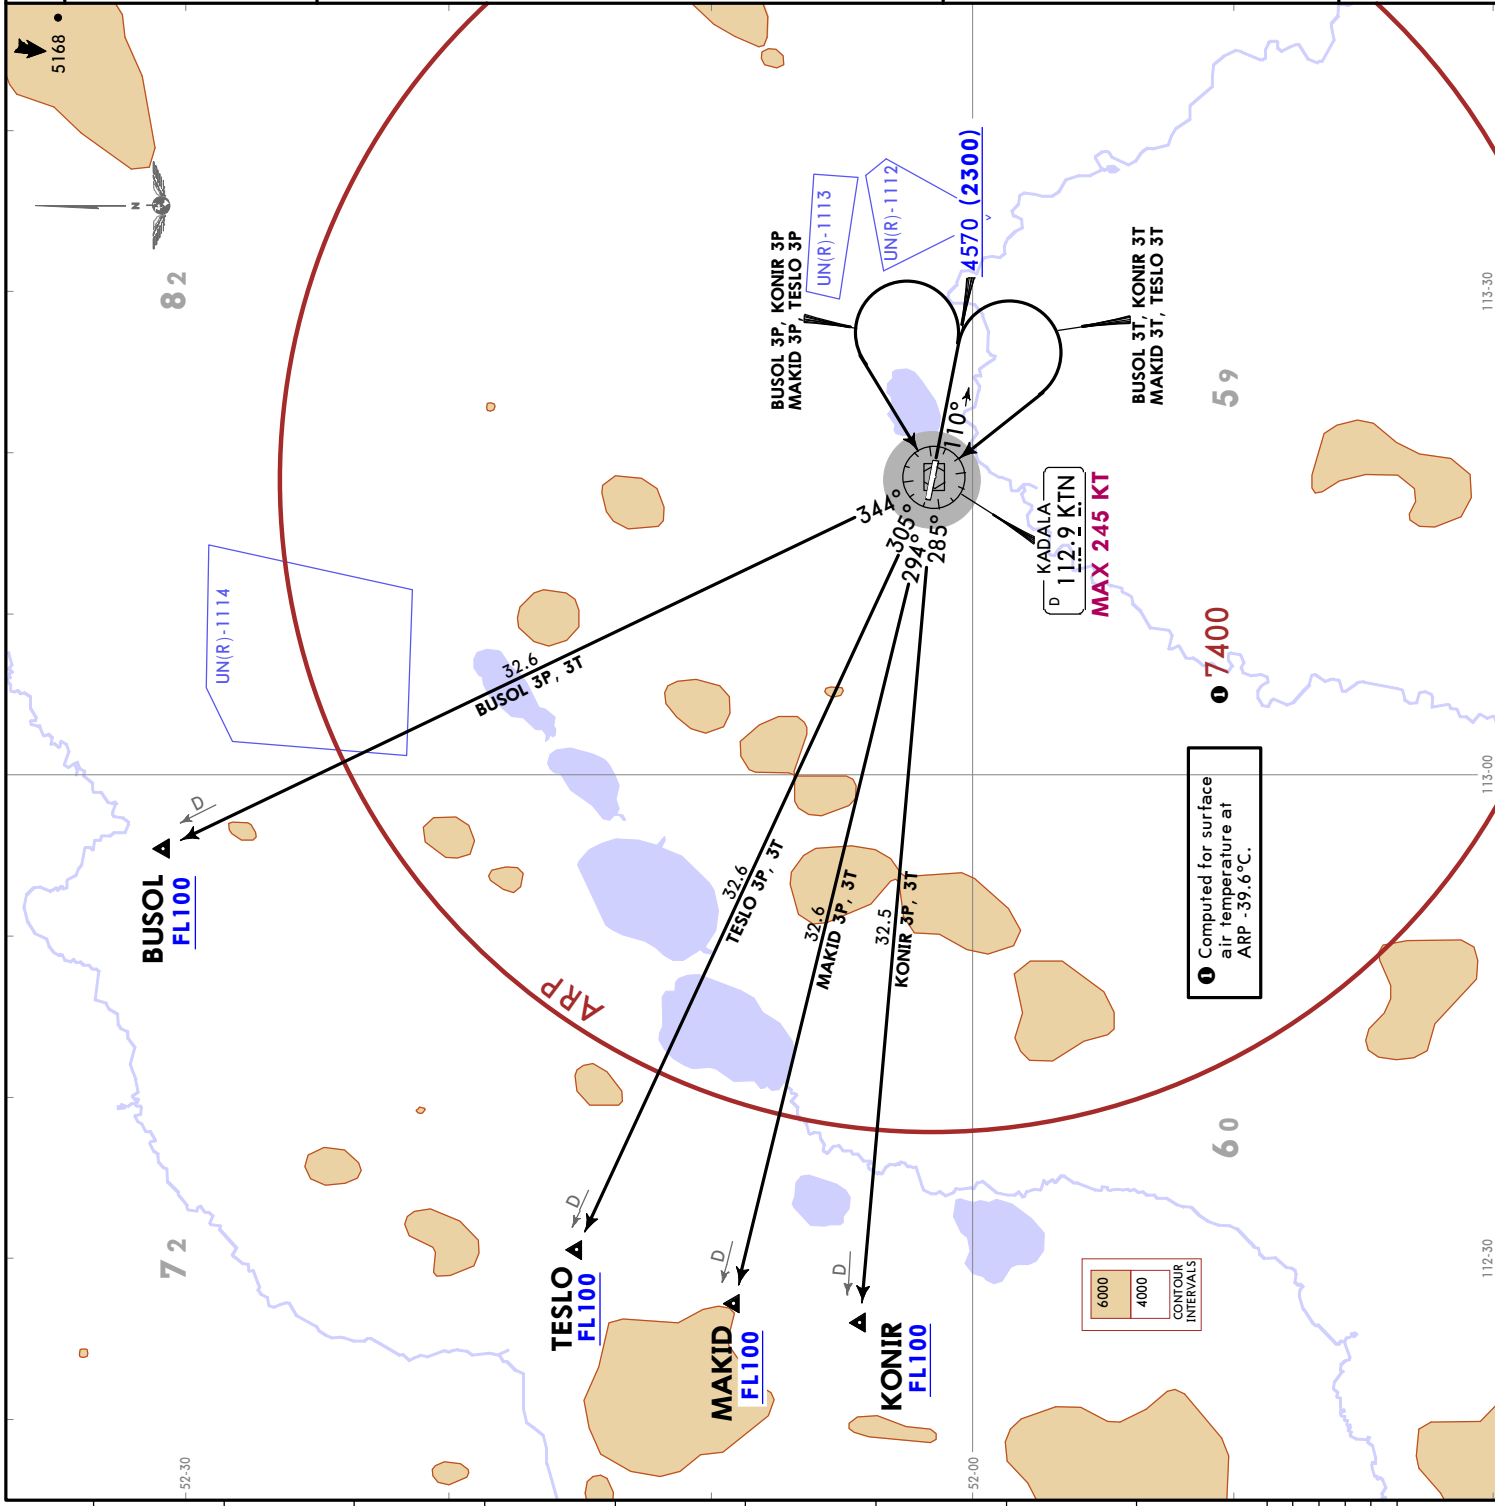 5168
N
8²
UN(R)-1113
UN(R)-1112
4570 (2300)
BUSOL 3P, KONIR 3P
MAKID 3P, TESLO 3P
BUSOL 3T, KONIR 3T
MAKID 3T, TESLO 3T
113-30
5⁹
110°
344°
305°
294°
285°
KADALA
D 112.9 KTN
MAX 245 KT
UN(R)-1114
32.6
BUSOL 3P, 3T
❶ 7400
D
BUSOL
FL100
113-00
❶ Computed for surface
air temperature at
ARP -39.6°C.
32.6
TESLO 3P, 3T
32.6
MAKID 3P, 3T
32.5
KONIR 3P, 3T
ARP
6⁰
7²
D
TESLO
FL100
D
MAKID
FL100
D
KONIR
FL100
6000
4000
CONTOUR
INTERVALS
112-30
52-30
52-00